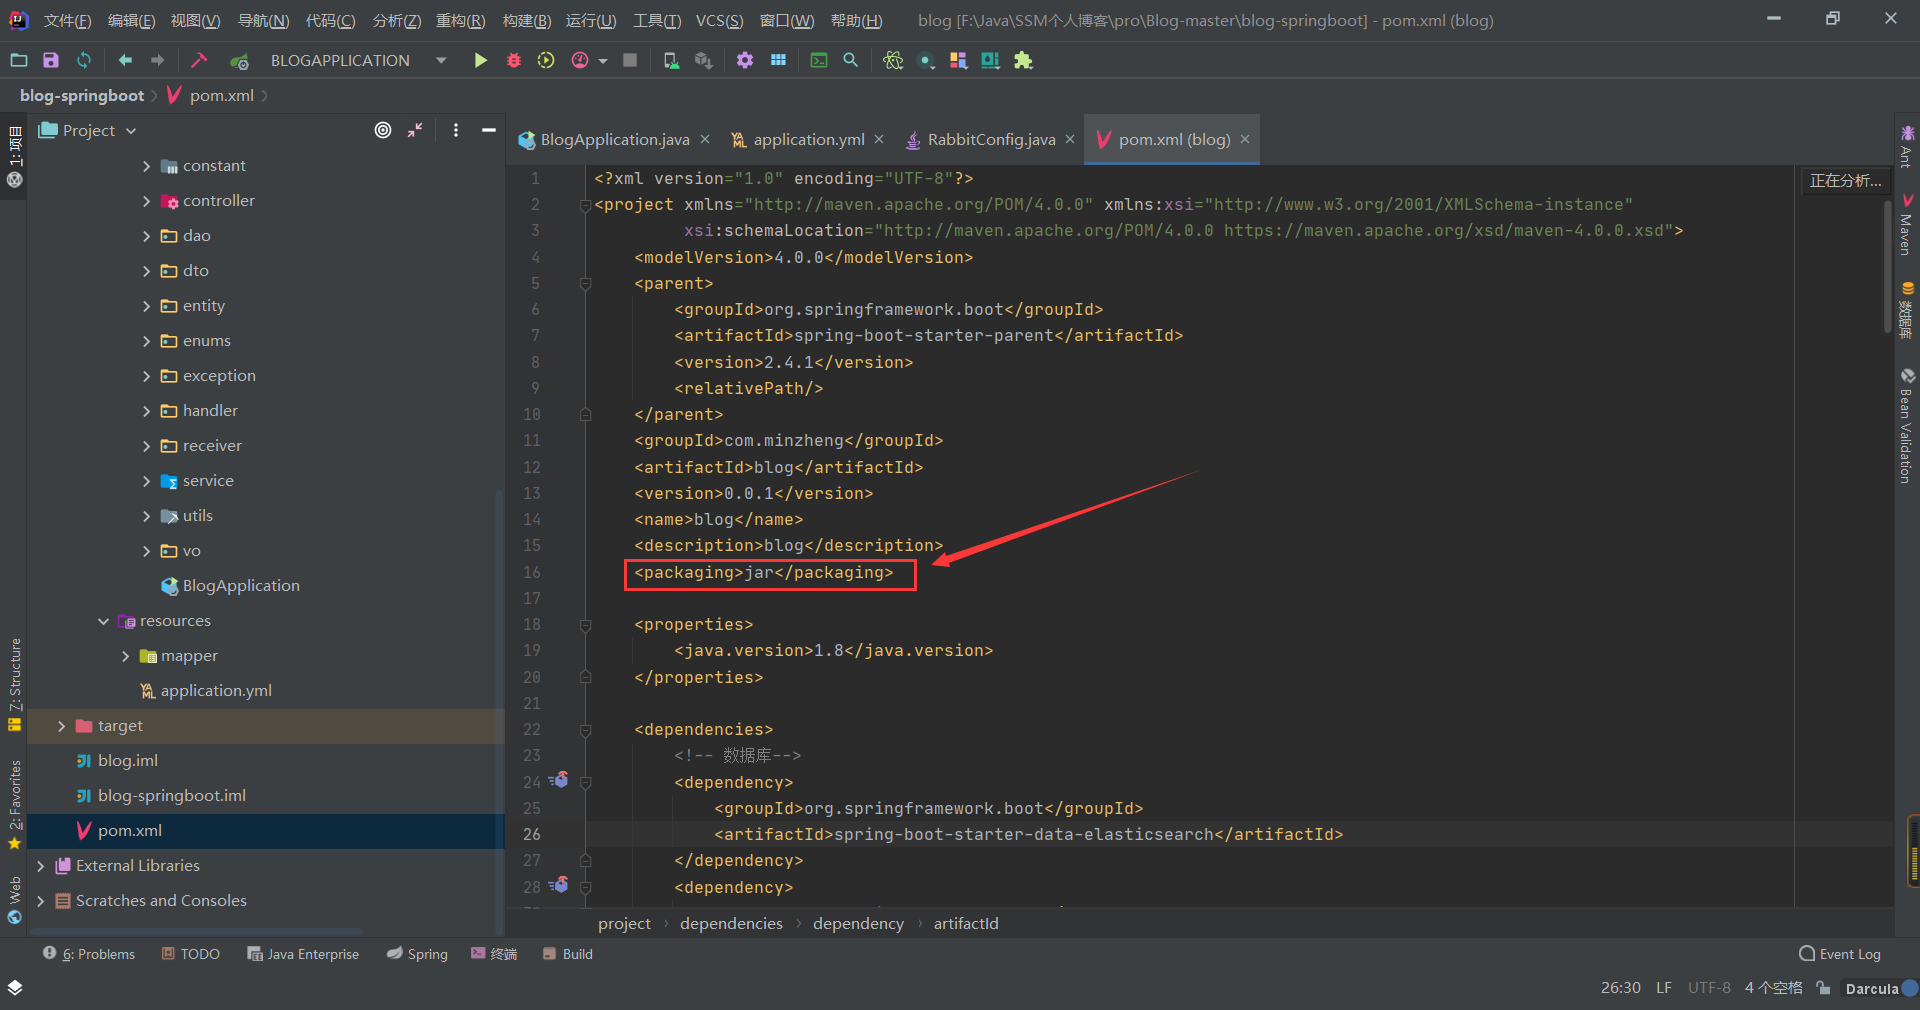 文件(F) 编辑(E) 视图(V) 导航(N) 代码(C) 分析(Z) 重构(R) 构建(B) 运行(U) 工具(T) VCS(S) 窗口(W) 帮助(H) blog [F:\Java\SSM个人博客\pro\Blog-master\blog-springboot] - pom.xml (blog)
BLOGAPPLICATION
blog-springboot pom.xml
1: 项目
Project
constant
controller
dao
dto
entity
enums
exception
handler
receiver
service
utils
vo
BlogApplication
resources
mapper
application.yml
target
blog.iml
blog-springboot.iml
pom.xml
External Libraries
Scratches and Consoles
7: Structure
2: Favorites
Web
BlogApplication.java application.yml RabbitConfig.java pom.xml (blog)
正在分析...
1 <?xml version="1.0" encoding="UTF-8"?>
2 <project xmlns="http://maven.apache.org/POM/4.0.0" xmlns:xsi="http://www.w3.org/2001/XMLSchema-instance"
3 xsi:schemaLocation="http://maven.apache.org/POM/4.0.0 https://maven.apache.org/xsd/maven-4.0.0.xsd">
4 <modelVersion>4.0.0</modelVersion>
5 <parent>
6 <groupId>org.springframework.boot</groupId>
7 <artifactId>spring-boot-starter-parent</artifactId>
8 <version>2.4.1</version>
9 <relativePath/>
10 </parent>
11 <groupId>com.minzheng</groupId>
12 <artifactId>blog</artifactId>
13 <version>0.0.1</version>
14 <name>blog</name>
15 <description>blog</description>
16 <packaging>jar</packaging>
17
18 <properties>
19 <java.version>1.8</java.version>
20 </properties>
21
22 <dependencies>
23 <!-- 数据库-->
24 <dependency>
25 <groupId>org.springframework.boot</groupId>
26 <artifactId>spring-boot-starter-data-elasticsearch</artifactId>
27 </dependency>
28 <dependency>
project dependencies dependency artifactId
Ant
Maven
数据库
Bean Validation
6: Problems TODO Java Enterprise Spring 终端 Build Event Log
26:30 LF UTF-8 4 个空格 Darcula